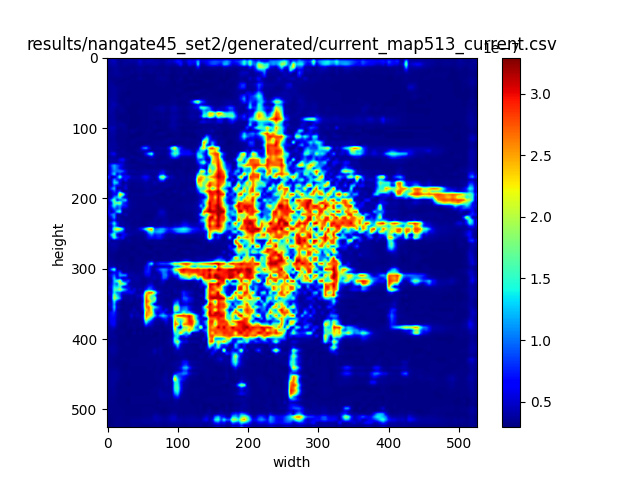 results/nangate45_set2/generated/current_map513_current.csv
1e−7
0
100
200
300
400
500
height
0 100 200 300 400 500
width
3.0
2.5
2.0
1.5
1.0
0.5